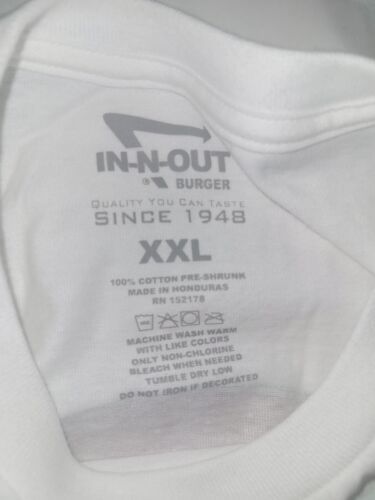 IN-N-OUT
® BURGER
QUALITY YOU CAN TASTE
SINCE 1948
XXL
100% COTTON PRE-SHRUNK
MADE IN HONDURAS
RN 152178
MACHINE WASH WARM
WITH LIKE COLORS
ONLY NON-CHLORINE
BLEACH WHEN NEEDED
TUMBLE DRY LOW
DO NOT IRON IF DECORATED